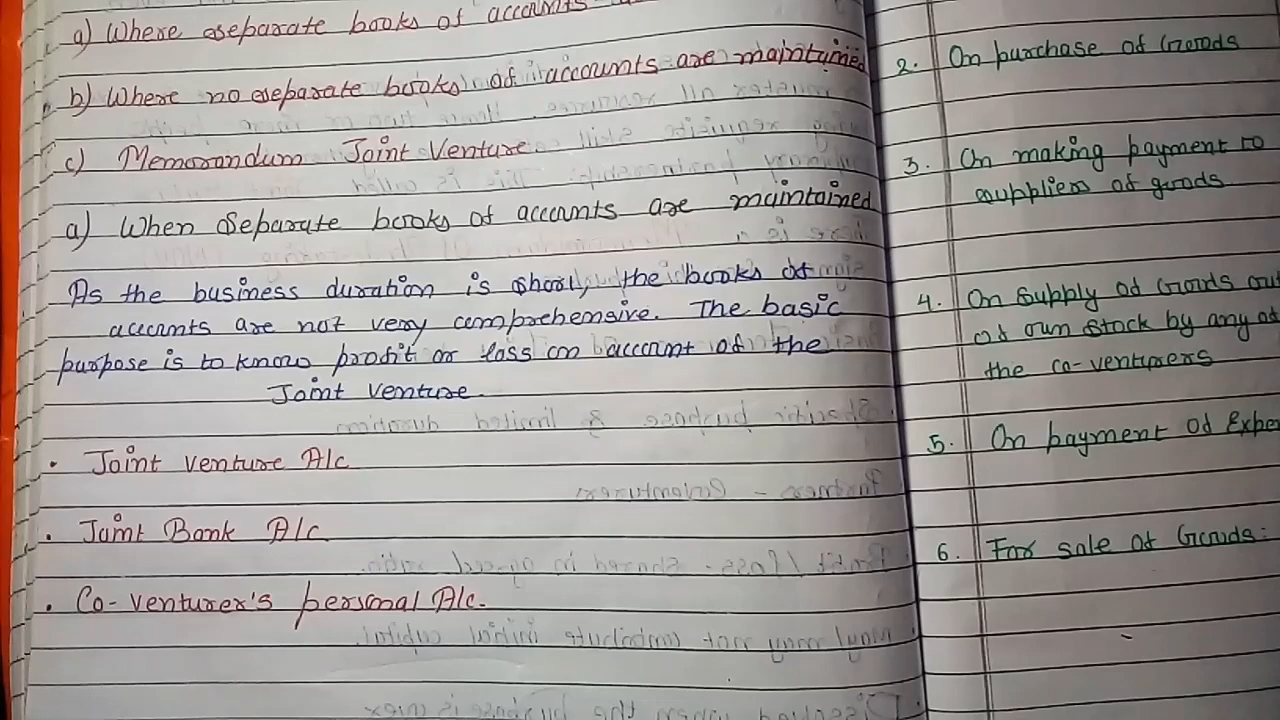 a) Where separate books of accounts
b) Where no separate books of accounts are maintained
c) Memorandum Joint Venture
a) When Separate books of accounts are maintained
As the business duration is short, the books of
accounts are not very comprehensive. The basic
purpose is to know profit or loss on account of the
Joint venture.
• Joint venture A/c
• Joint Bank A/c
• Co-venturer's personal A/c.
2. On purchase of Goods
3. On making payment to
suppliers of goods
4. On Supply of Goods out
of own Stock by any of
the co-venturers
5. On payment of Expe
6. For sale of Goods: